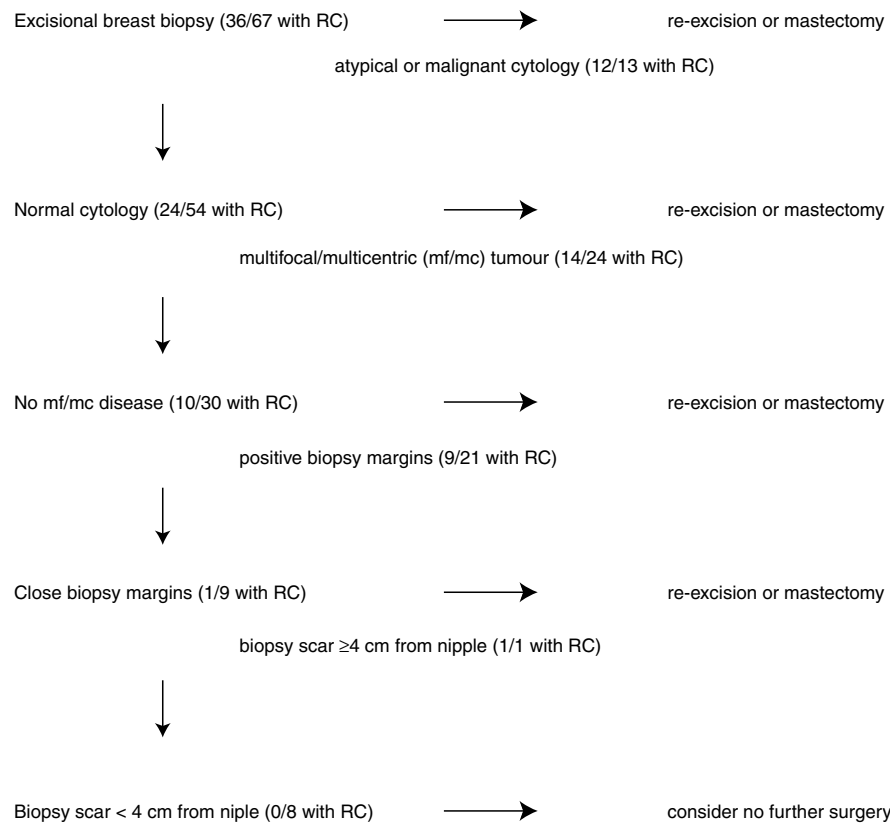 Excisional breast biopsy (36/67 with RC) re-excision or mastectomy
atypical or malignant cytology (12/13 with RC)
Normal cytology (24/54 with RC) re-excision or mastectomy
multifocal/multicentric (mf/mc) tumour (14/24 with RC)
No mf/mc disease (10/30 with RC) re-excision or mastectomy
positive biopsy margins (9/21 with RC)
Close biopsy margins (1/9 with RC) re-excision or mastectomy
biopsy scar ≥4 cm from nipple (1/1 with RC)
Biopsy scar < 4 cm from niple (0/8 with RC) consider no further surgery